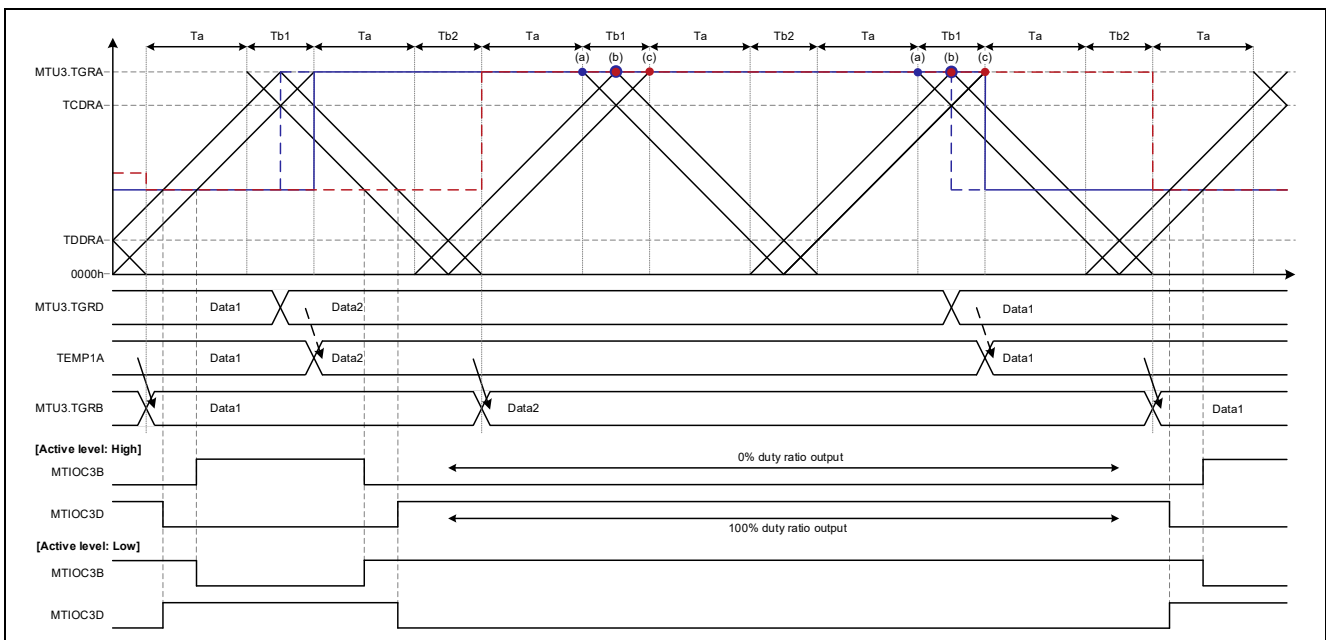 Ta Tb1 Ta Tb2 Ta Tb1 Ta Tb2 Ta Tb1 Ta Tb2 Ta
(a) (b) (c) (a) (b) (c)
MTU3.TGRA
TCDRA
TDDRA
0000h
MTU3.TGRD Data1 Data2 Data1
TEMP1A Data1 Data2 Data1
MTU3.TGRB Data1 Data2 Data1
[Active level: High]
MTIOC3B 0% duty ratio output
MTIOC3D 100% duty ratio output
[Active level: Low]
MTIOC3B
MTIOC3D